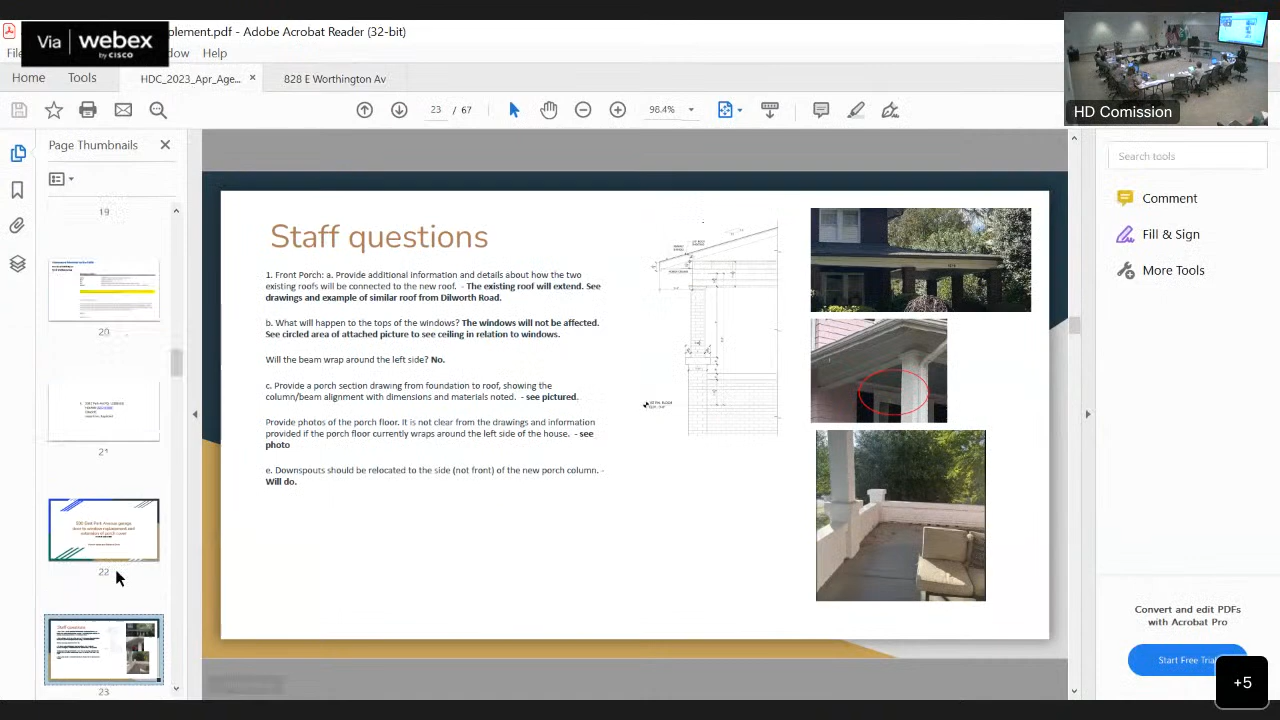 Via webex
by CISCO
plement.pdf - Adobe Acrobat Reader (32-bit)
dow Help
HD Comission
Home Tools HDC_2023_Apr_Age... × 828 E Worthington Av
23 / 67 98.4%
Page Thumbnails ×
Search tools
Comment
Fill & Sign
More Tools
19
20
21
22
Staff questions
23
Staff questions
1. Front Porch: a. Provide additional information and details about how the two
existing roofs will be connected to the new roof. - The existing roof will extend. See
drawings and example of similar roof from Dilworth Road.
b. What will happen to the tops of the windows? The windows will not be affected.
See circled area of attached picture to see ceiling in relation to windows.
Will the beam wrap around the left side? No.
c. Provide a porch section drawing from foundation to roof, showing the
column/beam alignment with dimensions and materials noted. - see pictured.
Provide photos of the porch floor. It is not clear from the drawings and information
provided if the porch floor currently wraps around the left side of the house. - see
photo
e. Downspouts should be relocated to the side (not front) of the new porch column. -
Will do.
Convert and edit PDFs
with Acrobat Pro
Start Free Trial
+5